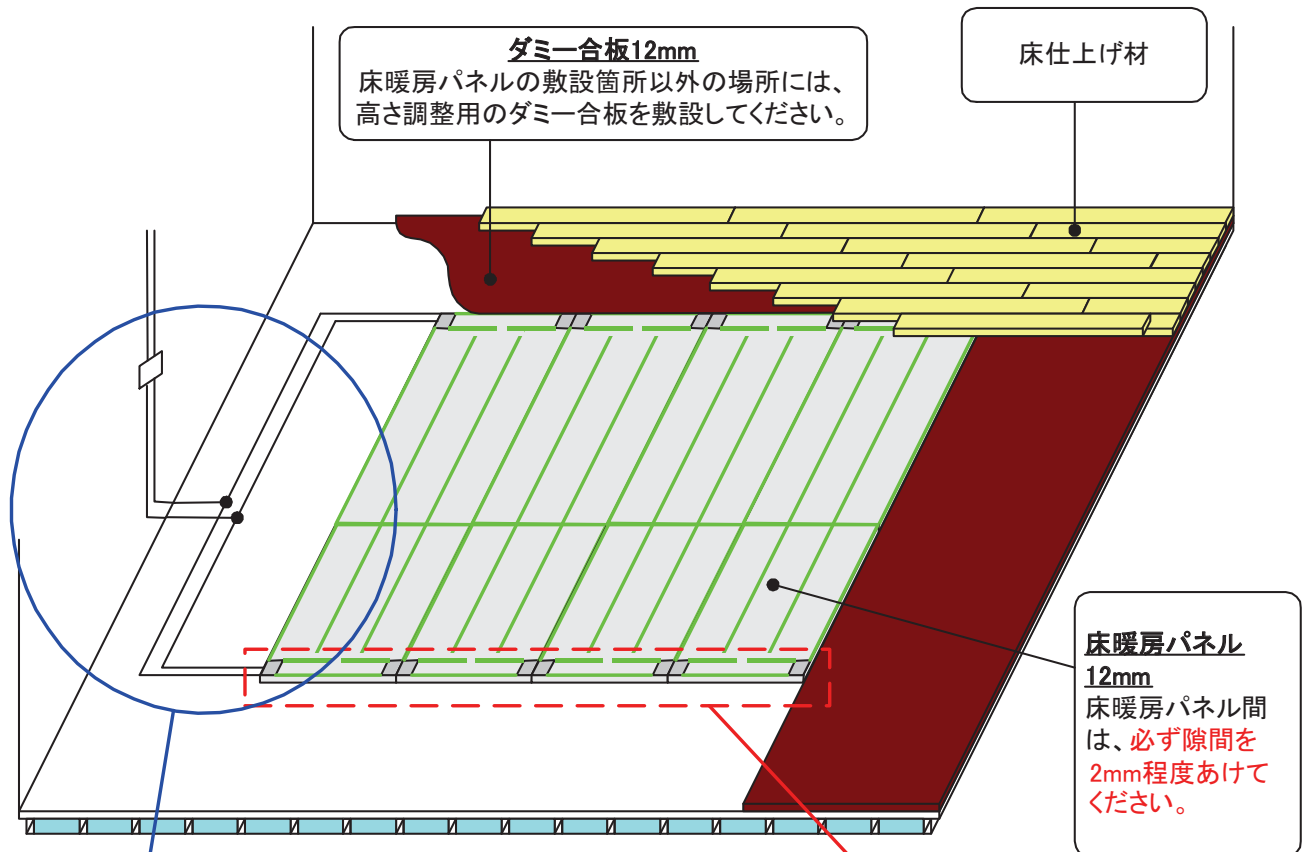 ダミー合板12mm
床暖房パネルの敷設箇所以外の場所には、
高さ調整用のダミー合板を敷設してください。
床仕上げ材
床暖房パネル
12mm
床暖房パネル間
は、必ず隙間を
2mm程度あけて
ください。